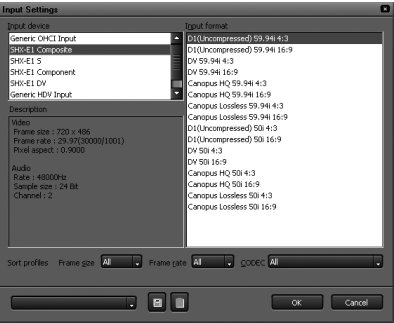 Input Settings
Input device
Generic OHCI Input
SHX-E1 Composite
SHX-E1 S
SHX-E1 Component
SHX-E1 DV
Generic HDV Input
Description
Video
Frame size : 720 x 486
Frame rate : 29.97(30000/1001)
Pixel aspect : 0.9000
Audio
Rate : 48000Hz
Sample size : 24 Bit
Channel : 2
Input format
D1(Uncompressed) 59.94i 4:3
D1(Uncompressed) 59.94i 16:9
DV 59.94i 4:3
DV 59.94i 16:9
Canopus HQ 59.94i 4:3
Canopus HQ 59.94i 16:9
Canopus Lossless 59.94i 4:3
Canopus Lossless 59.94i 16:9
D1(Uncompressed) 50i 4:3
D1(Uncompressed) 50i 16:9
DV 50i 4:3
DV 50i 16:9
Canopus HQ 50i 4:3
Canopus HQ 50i 16:9
Canopus Lossless 50i 4:3
Canopus Lossless 50i 16:9
Sort profiles Frame size All Frame rate All CODEC All
OK Cancel